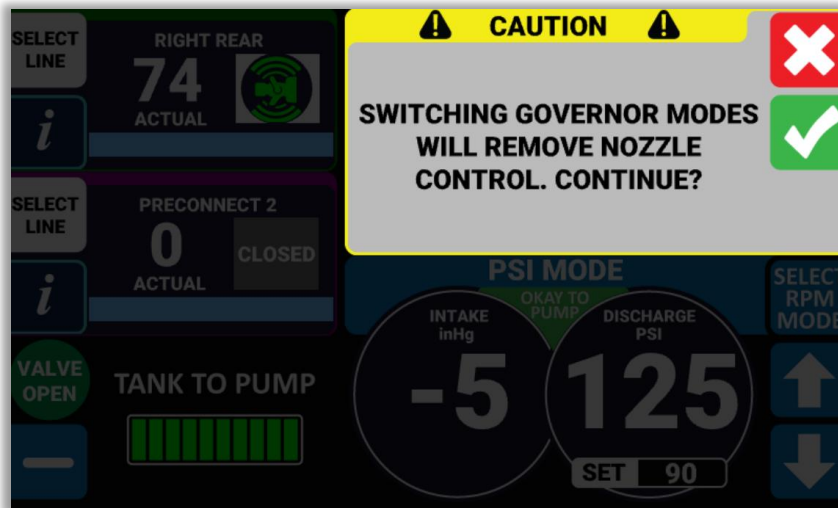 SELECT
LINE
RIGHT REAR
74
ACTUAL
i
SELECT
LINE
PRECONNECT 2
0
ACTUAL
CLOSED
i
VALVE
OPEN
TANK TO PUMP
CAUTION
SWITCHING GOVERNOR MODES
WILL REMOVE NOZZLE
CONTROL. CONTINUE?
PSI MODE
OKAY TO
PUMP
INTAKE
inHg
-5
DISCHARGE
PSI
125
SET 90
SELECT
RPM
MODE